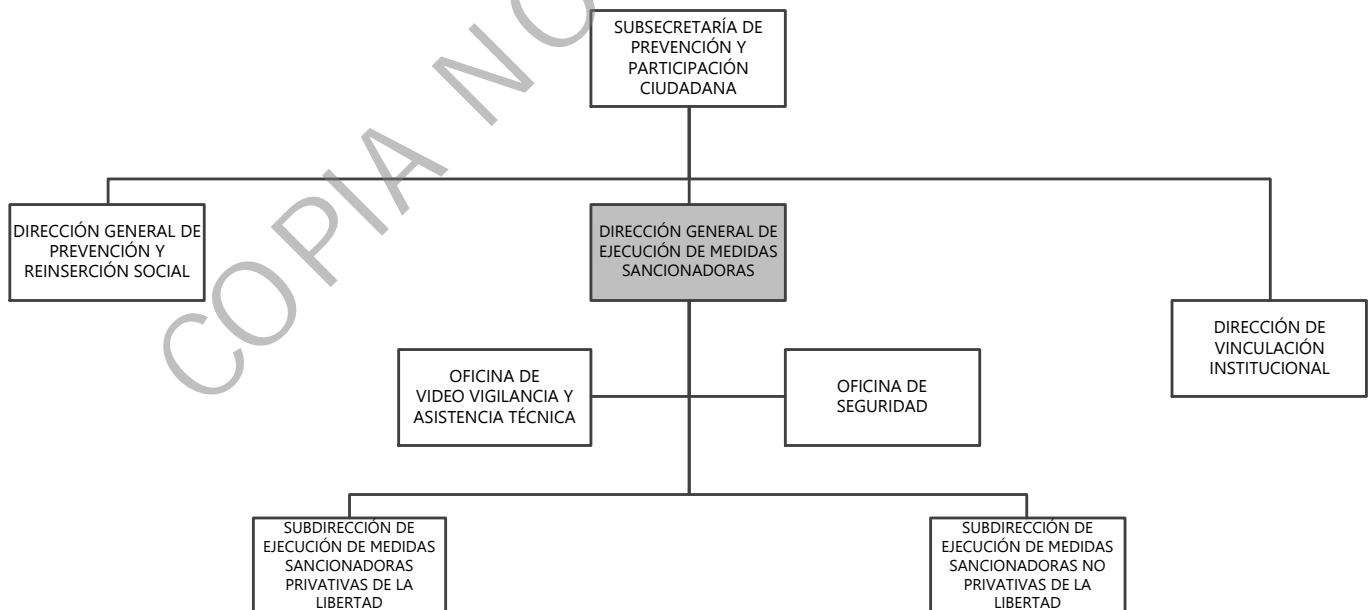 SUBSECRETARÍA DE
PREVENCIÓN Y
PARTICIPACIÓN
CIUDADANA
DIRECCIÓN GENERAL DE
PREVENCIÓN Y
REINSERCIÓN SOCIAL
DIRECCIÓN GENERAL DE
EJECUCIÓN DE MEDIDAS
SANCIONADORAS
DIRECCIÓN DE
VINCULACIÓN
INSTITUCIONAL
OFICINA DE
VIDEO VIGILANCIA Y
ASISTENCIA TÉCNICA
OFICINA DE
SEGURIDAD
SUBDIRECCIÓN DE
EJECUCIÓN DE MEDIDAS
SANCIONADORAS
PRIVATIVAS DE LA
LIBERTAD
SUBDIRECCIÓN DE
EJECUCIÓN DE MEDIDAS
SANCIONADORAS NO
PRIVATIVAS DE LA
LIBERTAD
COPIA NO